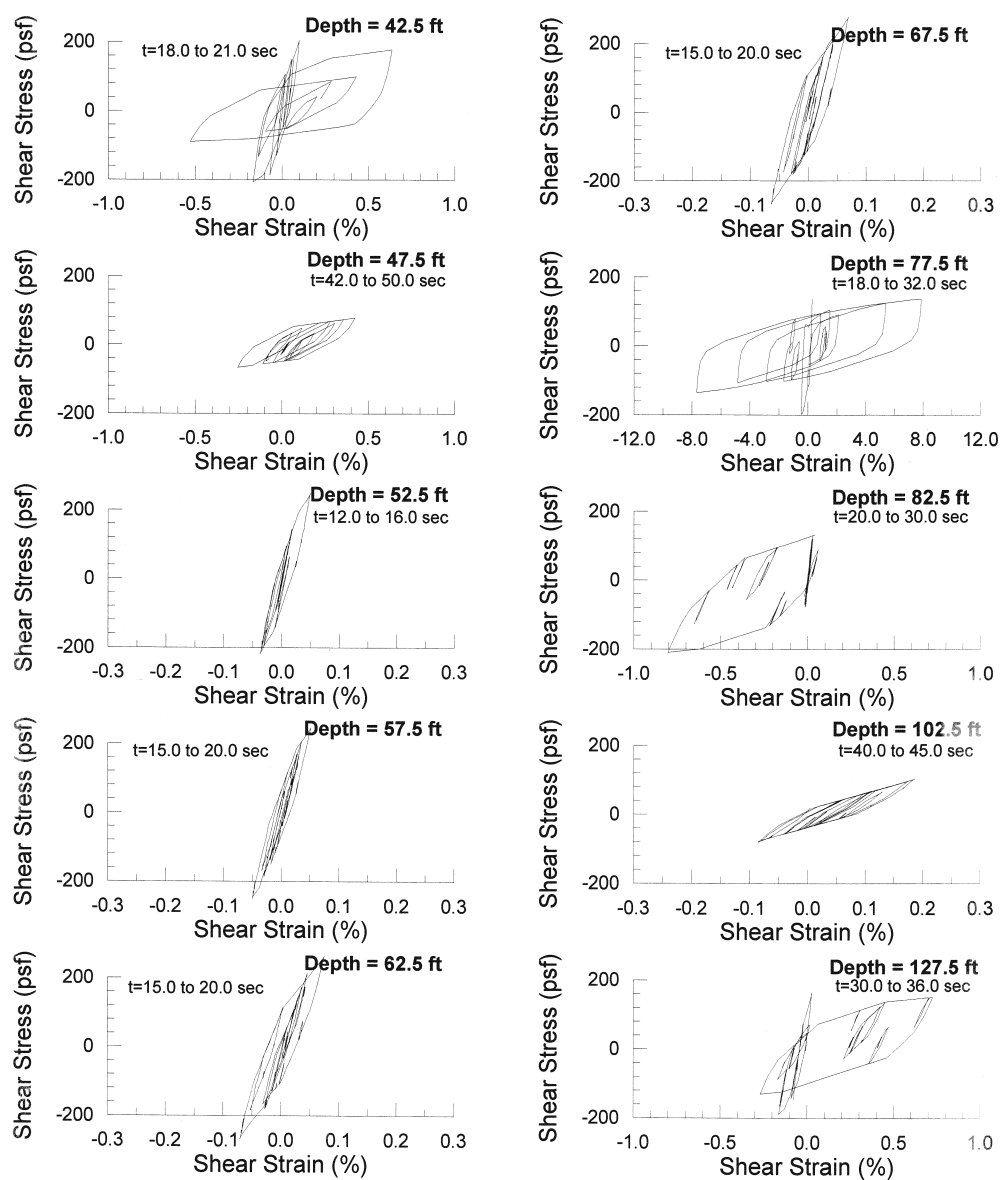 Shear Stress (psf)
Depth = 42.5 ft
t=18.0 to 21.0 sec
200
0
-200
-1.0 -0.5 0.0 0.5 1.0
Shear Strain (%)
Shear Stress (psf)
Depth = 47.5 ft
t=42.0 to 50.0 sec
200
0
-200
-1.0 -0.5 0.0 0.5 1.0
Shear Strain (%)
Shear Stress (psf)
Depth = 52.5 ft
t=12.0 to 16.0 sec
200
0
-200
-0.3 -0.2 -0.1 0.0 0.1 0.2 0.3
Shear Strain (%)
Shear Stress (psf)
Depth = 57.5 ft
t=15.0 to 20.0 sec
200
0
-200
-0.3 -0.2 -0.1 0.0 0.1 0.2 0.3
Shear Strain (%)
Shear Stress (psf)
Depth = 62.5 ft
t=15.0 to 20.0 sec
200
0
200
-0.3 -0.2 -0.1 0.0 0.1 0.2 0.3
Shear Strain (%)
Shear Stress (psf)
Depth = 67.5 ft
t=15.0 to 20.0 sec
200
0
-200
-0.3 -0.2 -0.1 0.0 0.1 0.2 0.3
Shear Strain (%)
Shear Stress (psf)
Depth = 77.5 ft
t=18.0 to 32.0 sec
200
0
-200
-12.0 -8.0 -4.0 0.0 4.0 8.0 12.0
Shear Strain (%)
Shear Stress (psf)
Depth = 82.5 ft
t=20.0 to 30.0 sec
200
0
-200
-1.0 -0.5 0.0 0.5 1.0
Shear Strain (%)
Shear Stress (psf)
Depth = 102.5 ft
t=40.0 to 45.0 sec
200
0
-200
-0.3 -0.2 -0.1 0.0 0.1 0.2 0.3
Shear Strain (%)
Shear Stress (psf)
Depth = 127.5 ft
t=30.0 to 36.0 sec
200
0
-200
-1.0 -0.5 0.0 0.5 1.0
Shear Strain (%)